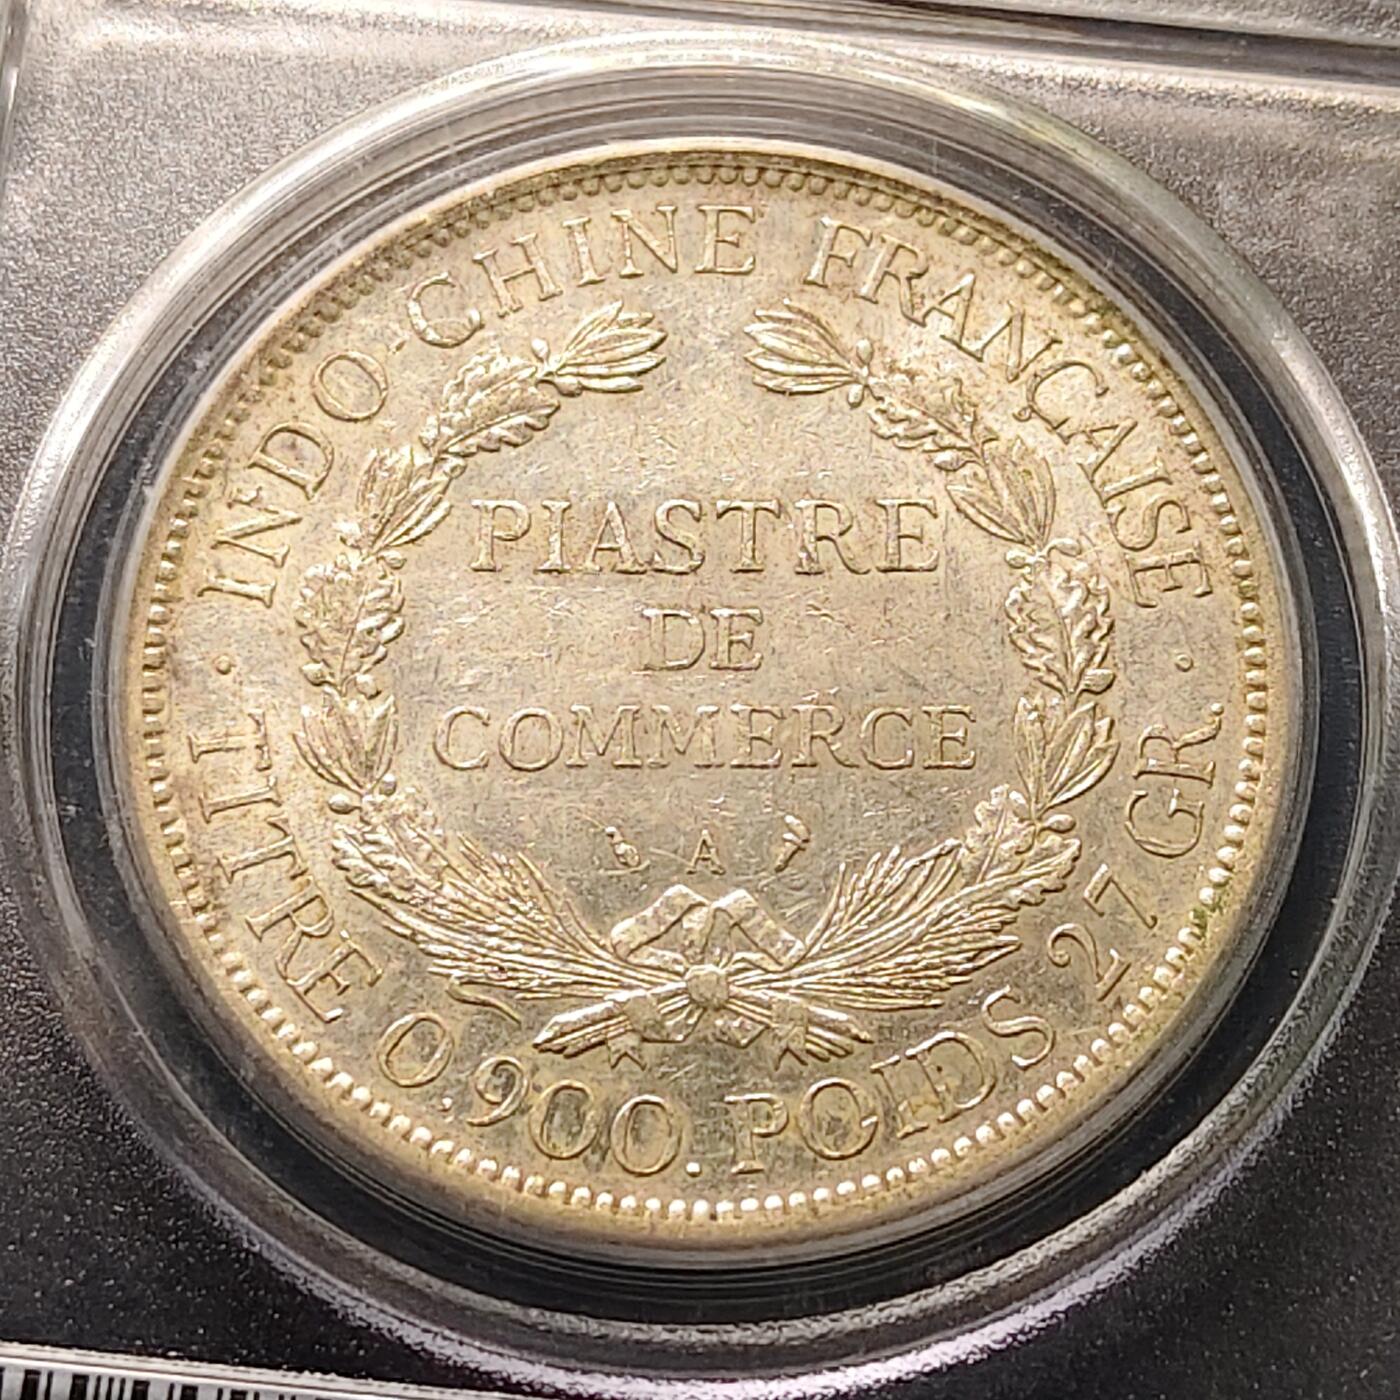 INDO-CHINE FRANÇAISE
PIASTRE
DE
COMMERCE
A
· TITRE 0,900. POIDS 27 GR. ·